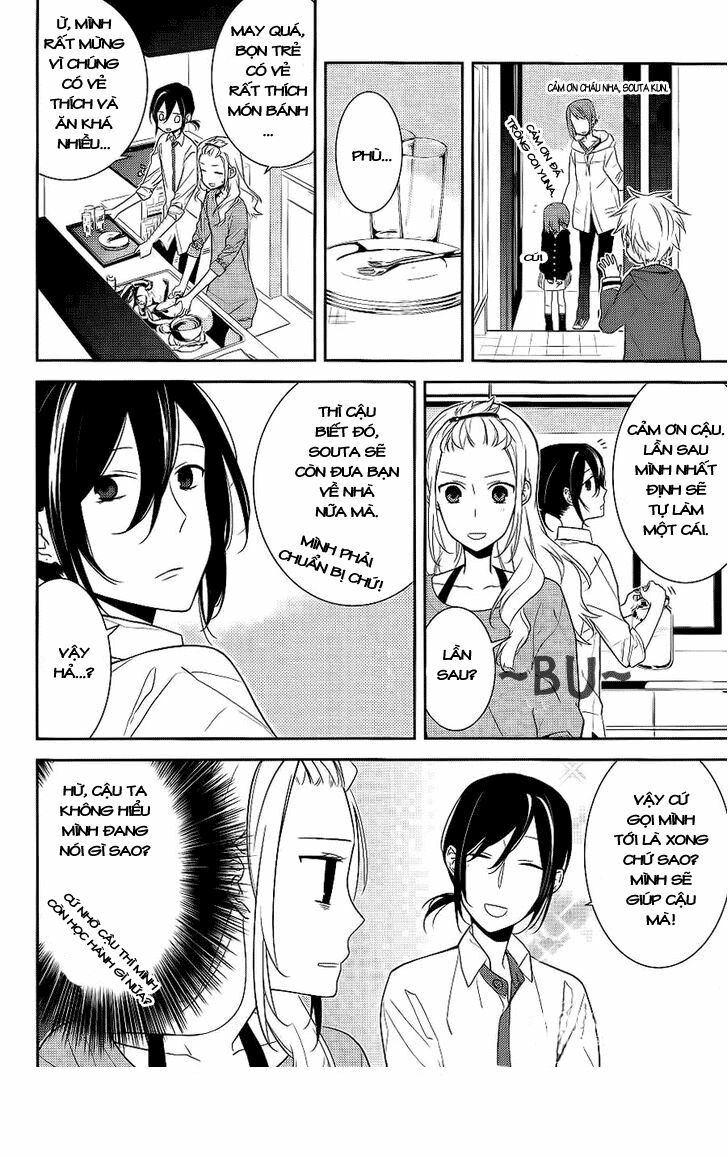 CẢM ƠN CHÁU NHA, SOUTA KUN.
CẢM ƠN ĐÃ
TRÔNG COI YUNA.
CÚI
PHÙ...
MAY QUÁ,
BỌN TRẺ
CÓ VẺ
RẤT THÍCH
MÓN BÁNH
...
Ừ, MÌNH
RẤT MỪNG
VÌ CHÚNG
CÓ VẺ
THÍCH VÀ
ĂN KHÁ
NHIỀU...
CẢM ƠN CẬU.
LẦN SAU
MÌNH NHẤT
ĐỊNH SẼ
TỰ LÀM
MỘT CÁI.
LẦN
SAU?
~BU~
THÌ CẬU
BIẾT ĐÓ,
SOUTA SẼ
CÒN ĐƯA BẠN
VỀ NHÀ
NỮA MÀ.
MÌNH PHẢI
CHUẨN BỊ CHỨ!
VẬY
HẢ...?
VẬY CỨ
GỌI MÌNH
TỚI LÀ XONG
CHỨ SAO?
MÌNH SẼ
GIÚP CẬU
MÀ!
HỪ, CẬU TA
KHÔNG HIỂU
MÌNH ĐANG
NÓI GÌ SAO?
CỨ NHỜ CẬU THÌ MÌNH
CÒN HỌC HÀNH GÌ NỮA?